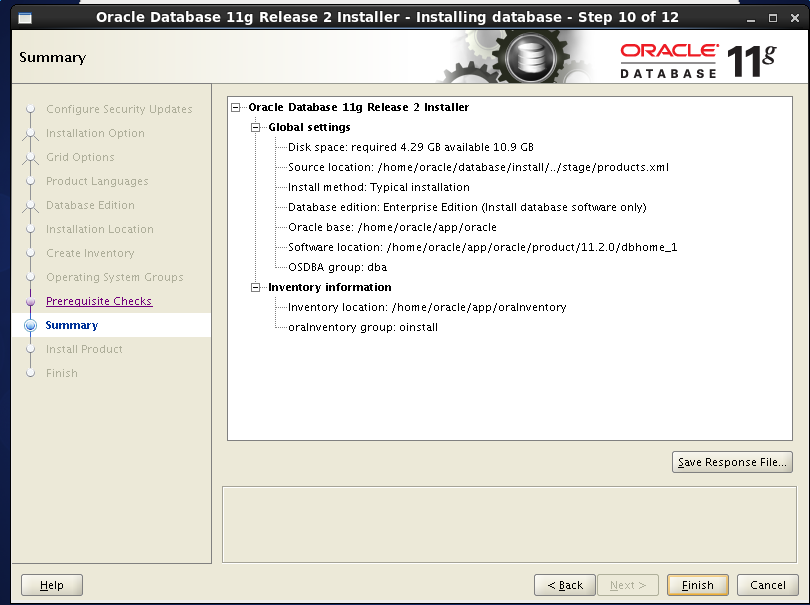 Oracle Database 11g Release 2 Installer - Installing database - Step 10 of 12
Summary
ORACLE
DATABASE 11g
Configure Security Updates
Installation Option
Grid Options
Product Languages
Database Edition
Installation Location
Create Inventory
Operating System Groups
Prerequisite Checks
Summary
Install Product
Finish
Oracle Database 11g Release 2 Installer
Global settings
Disk space: required 4.29 GB available 10.9 GB
Source location: /home/oracle/database/install/../stage/products.xml
Install method: Typical installation
Database edition: Enterprise Edition (Install database software only)
Oracle base: /home/oracle/app/oracle
Software location: /home/oracle/app/oracle/product/11.2.0/dbhome_1
OSDBA group: dba
Inventory information
Inventory location: /home/oracle/app/oraInventory
oraInventory group: oinstall
Save Response File...
Help
< Back
Next >
Finish
Cancel